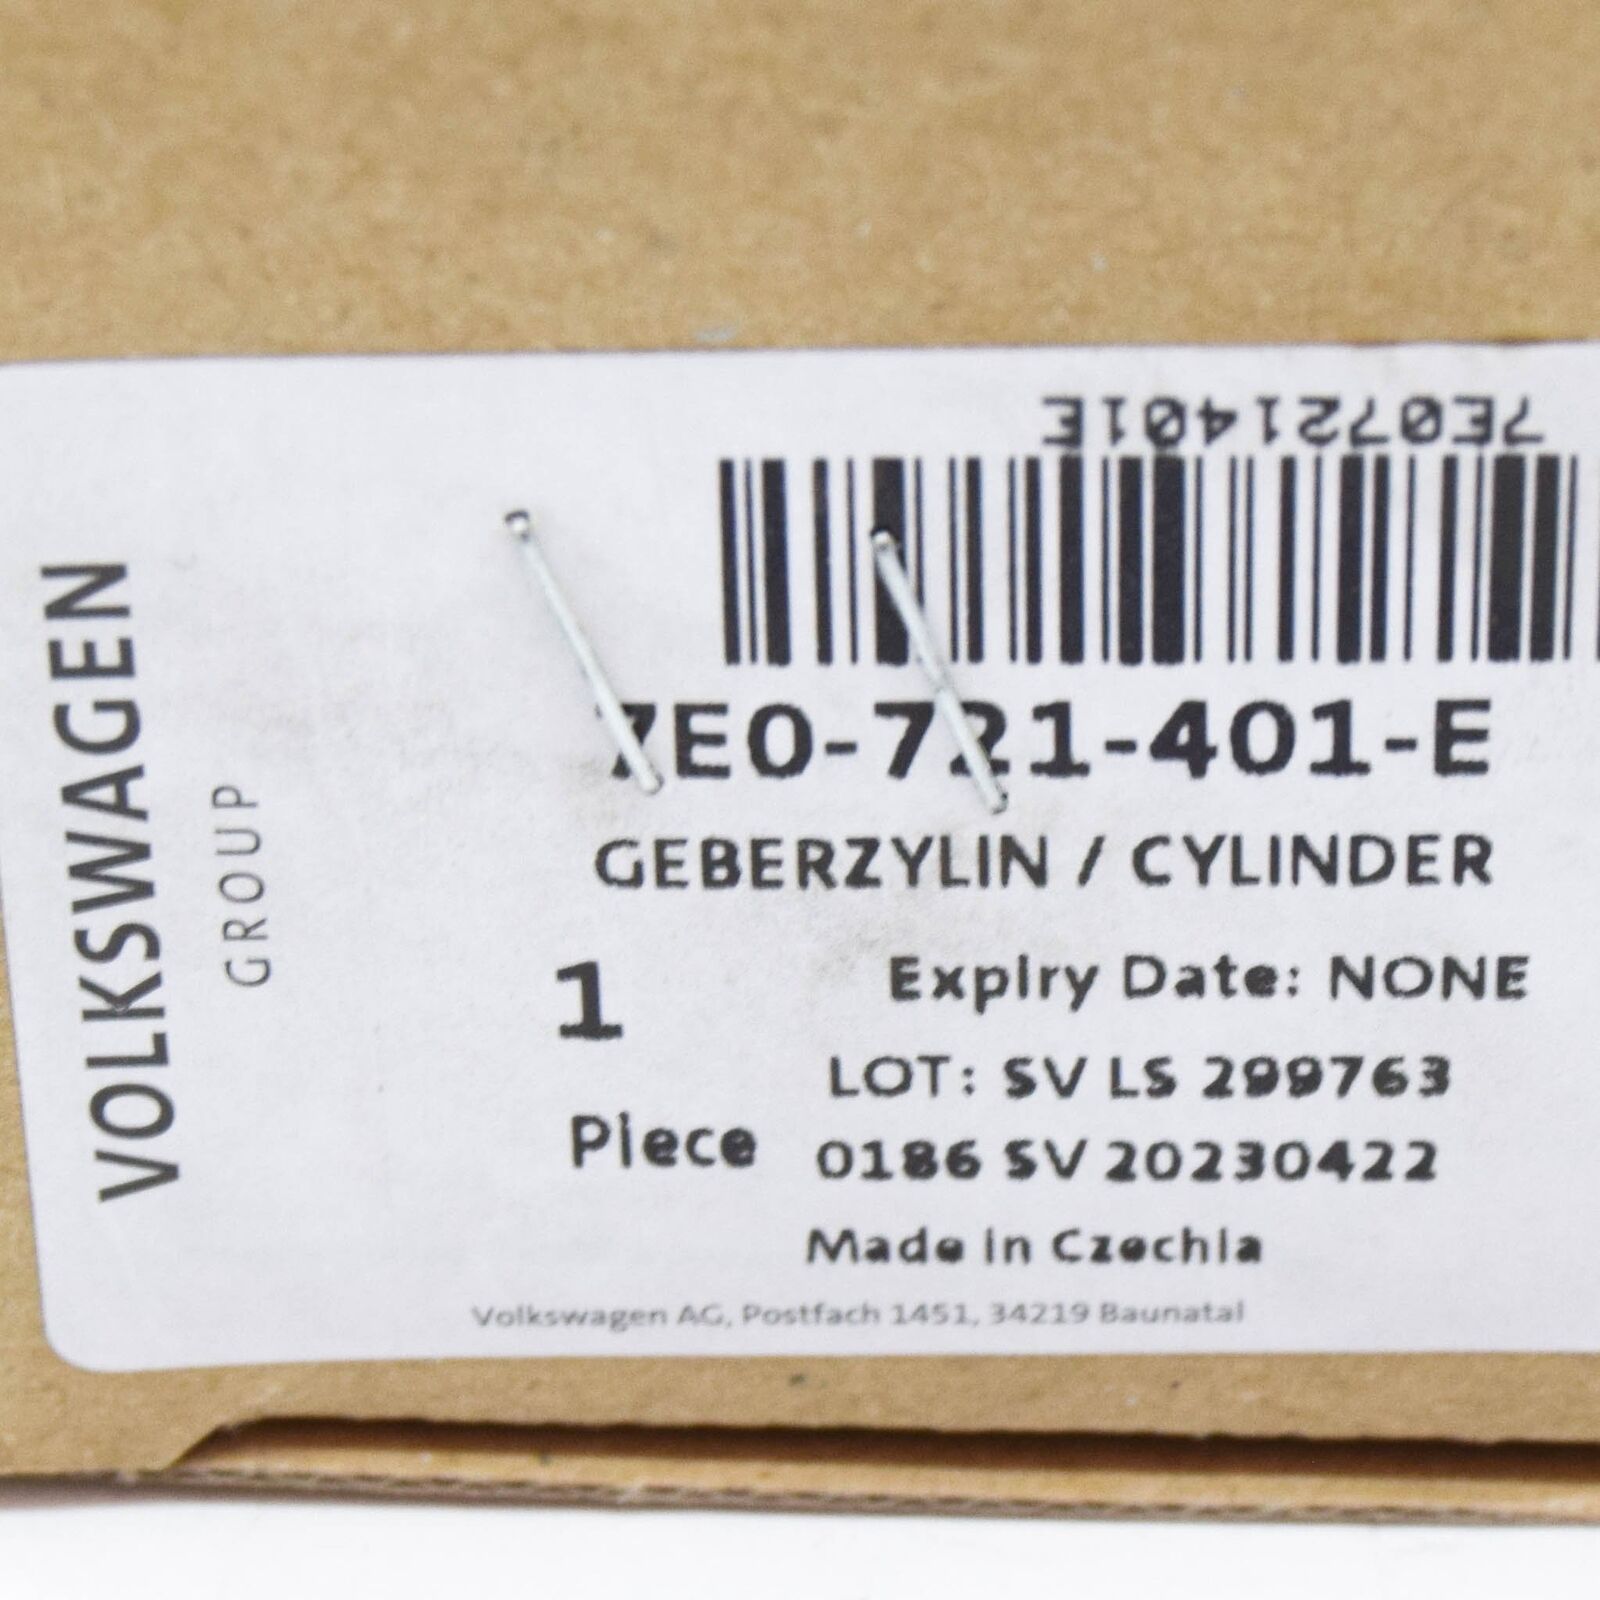 VOLKSWAGEN
GROUP
7E0721401E
7E0-721-401-E
GEBERZYLIN / CYLINDER
1
Piece
Expiry Date: NONE
LOT: SV LS 299763
0186 SV 20230422
Made in Czechia
Volkswagen AG, Postfach 1451, 34219 Baunatal